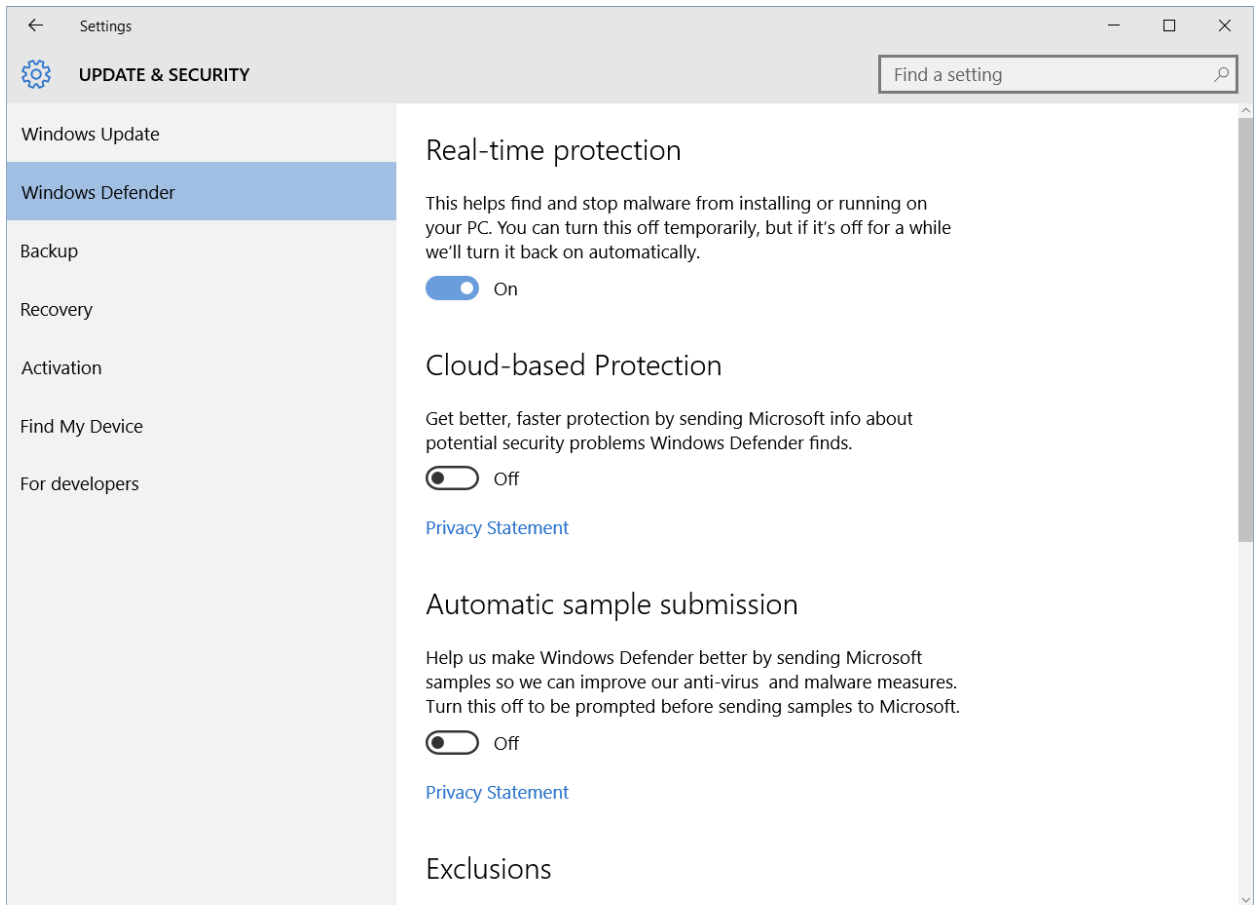 Settings
UPDATE & SECURITY
Find a setting
Windows Update
Windows Defender
Backup
Recovery
Activation
Find My Device
For developers
Real-time protection
This helps find and stop malware from installing or running on
your PC. You can turn this off temporarily, but if it's off for a while
we'll turn it back on automatically.
On
Cloud-based Protection
Get better, faster protection by sending Microsoft info about
potential security problems Windows Defender finds.
Off
Privacy Statement
Automatic sample submission
Help us make Windows Defender better by sending Microsoft
samples so we can improve our anti-virus  and malware measures.
Turn this off to be prompted before sending samples to Microsoft.
Off
Privacy Statement
Exclusions